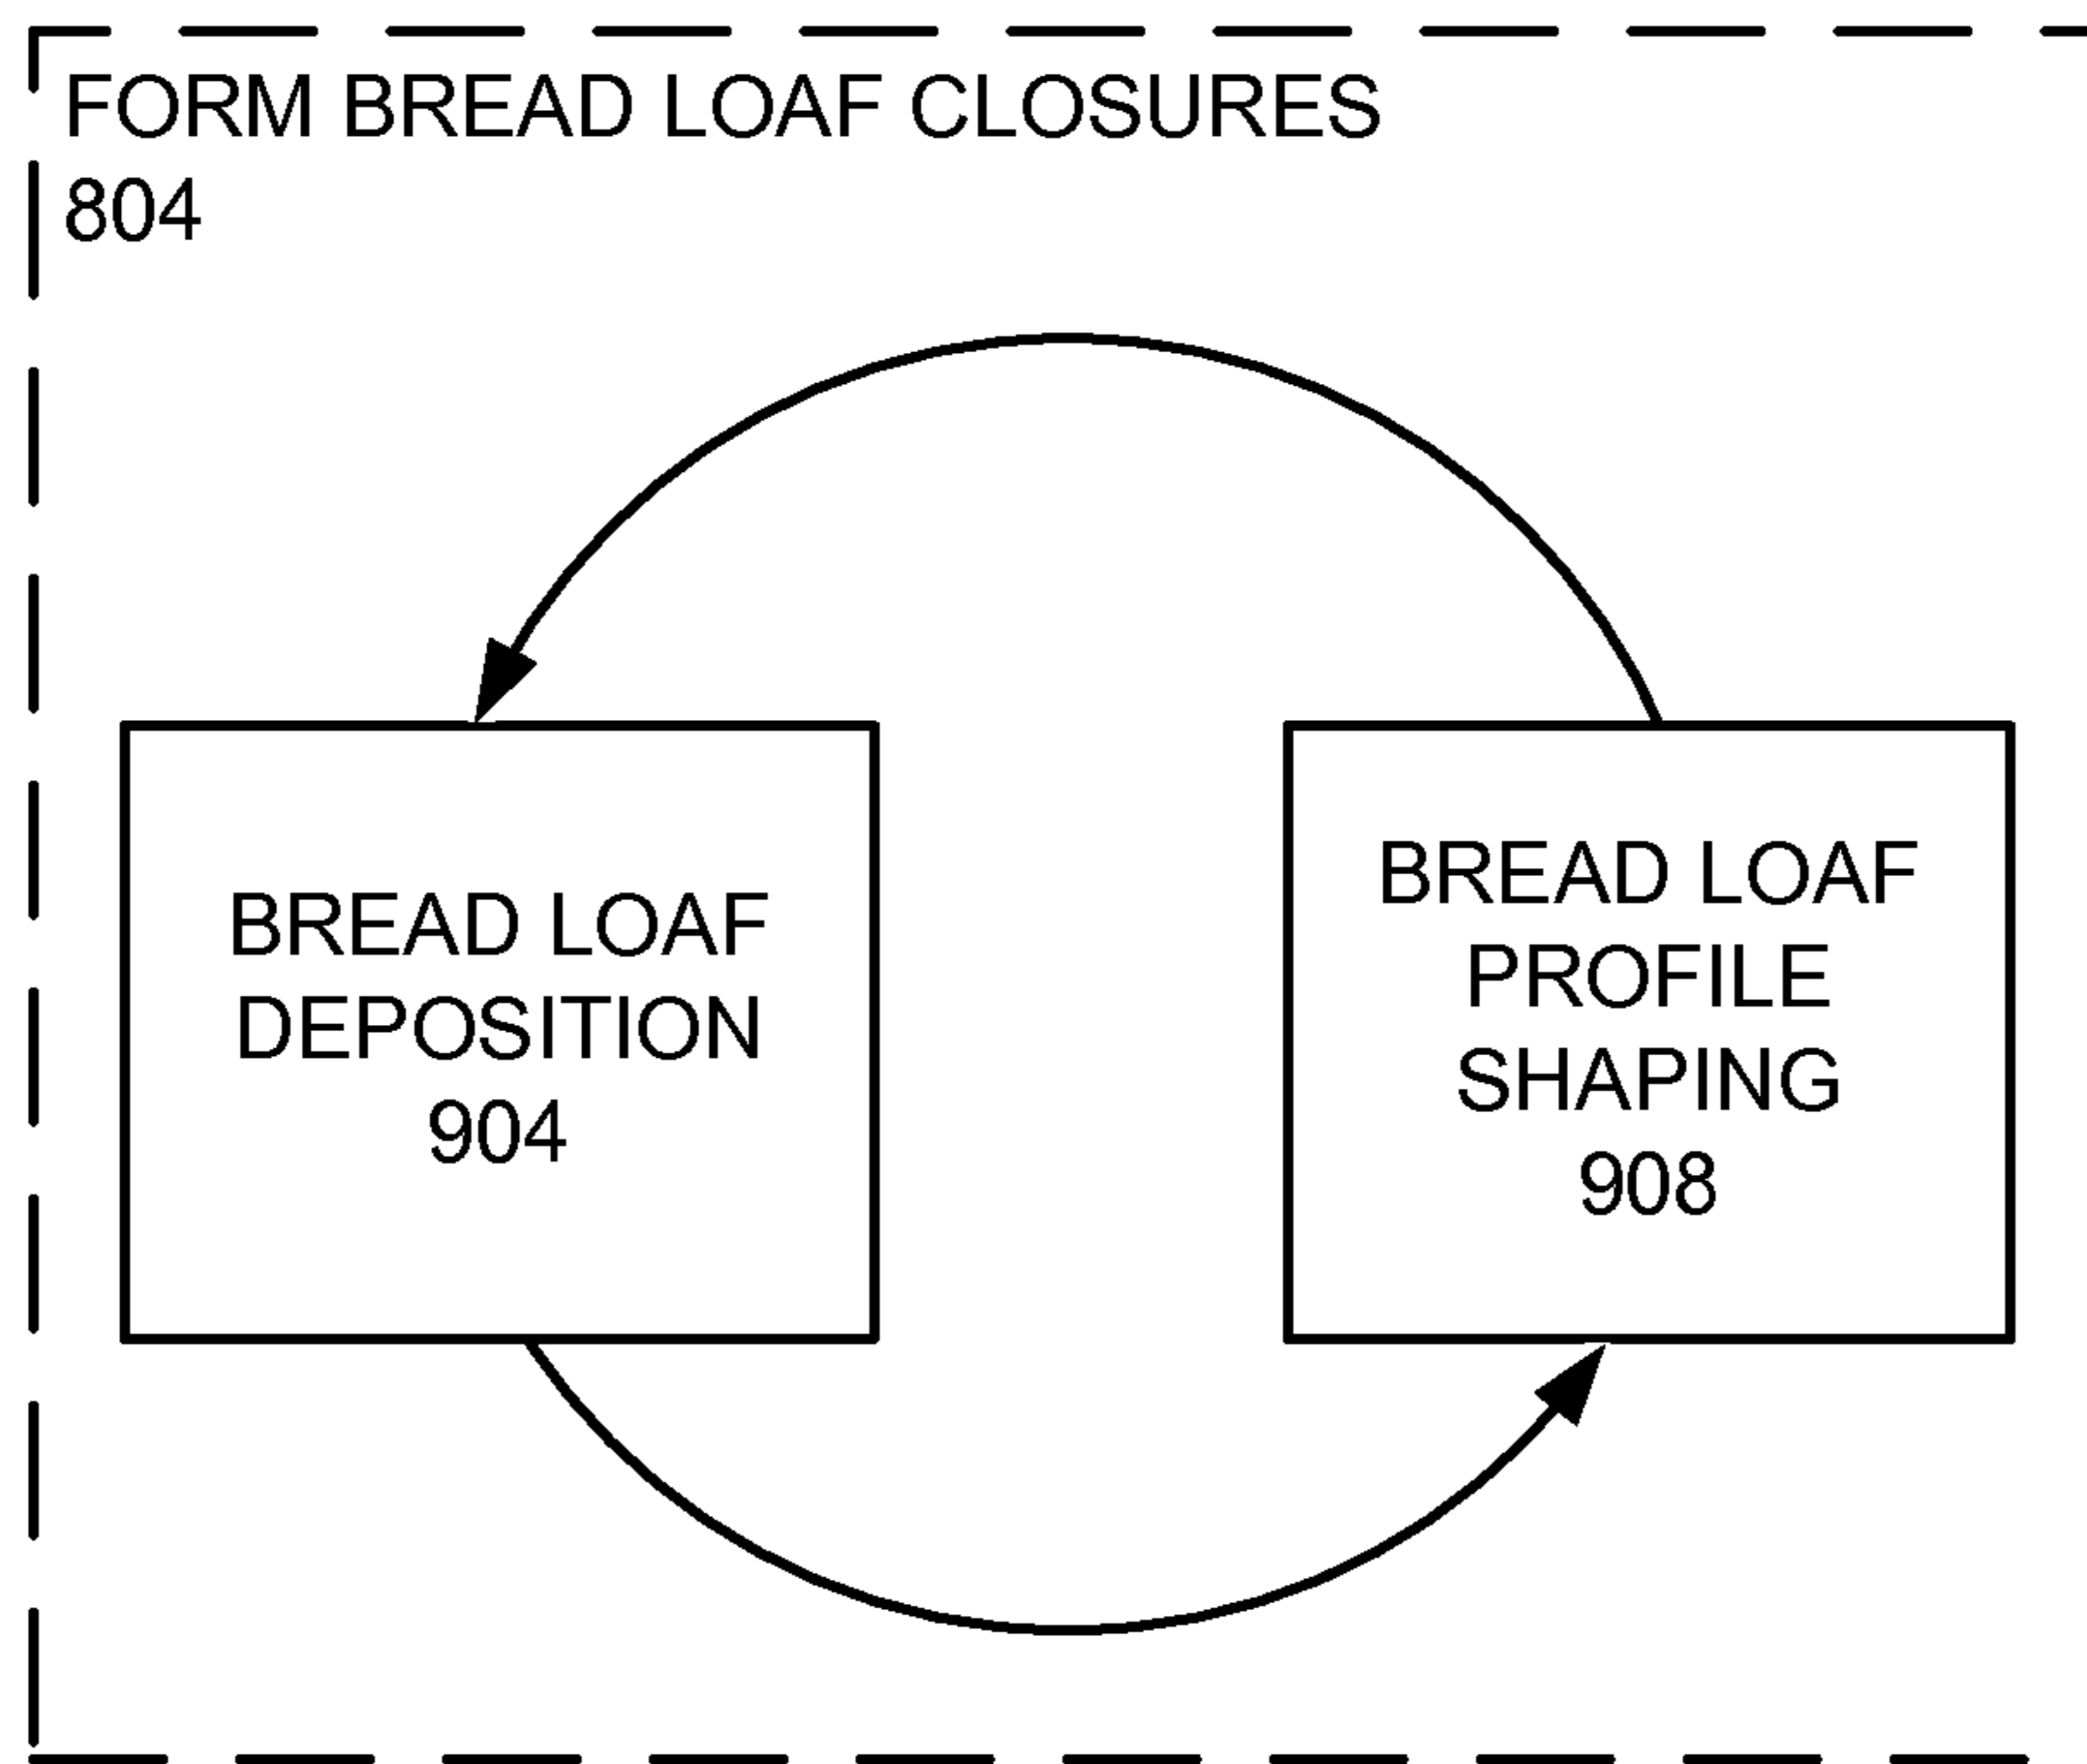 FORM BREAD LOAF CLOSURES
804
BREAD LOAF
DEPOSITION
904
BREAD LOAF
PROFILE
SHAPING
908